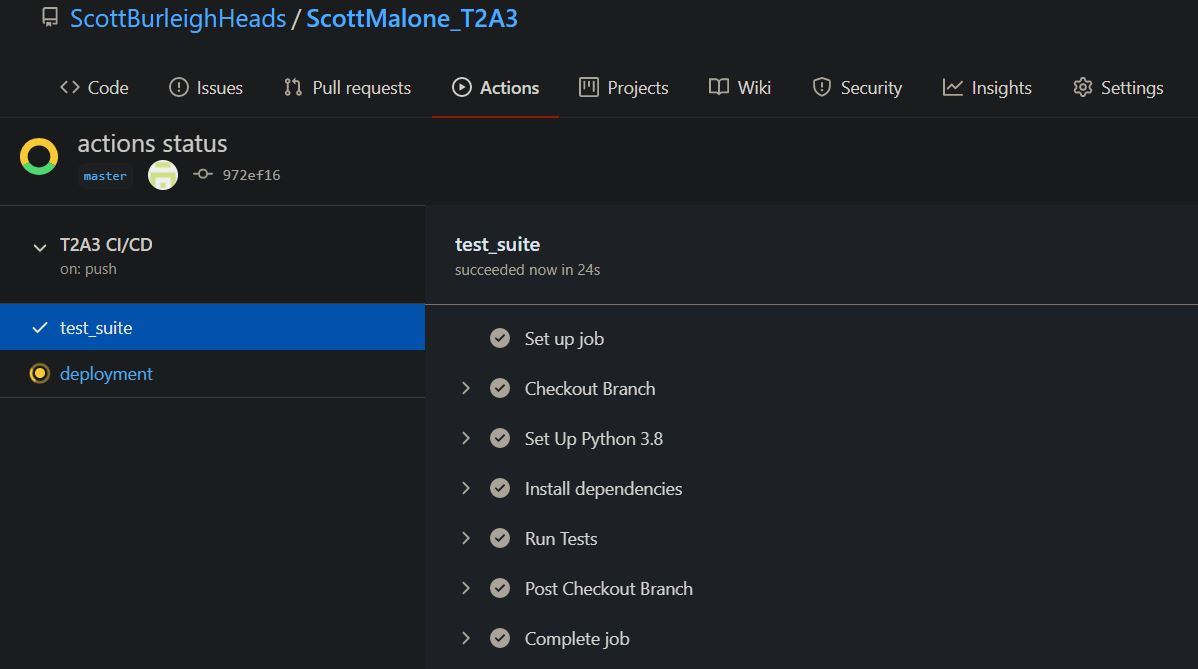 ScottBurleighHeads / ScottMalone_T2A3
Code Issues Pull requests Actions Projects Wiki Security Insights Settings
actions status
master 972ef16
T2A3 CI/CD
on: push
test_suite
deployment
test_suite
succeeded now in 24s
Set up job
Checkout Branch
Set Up Python 3.8
Install dependencies
Run Tests
Post Checkout Branch
Complete job